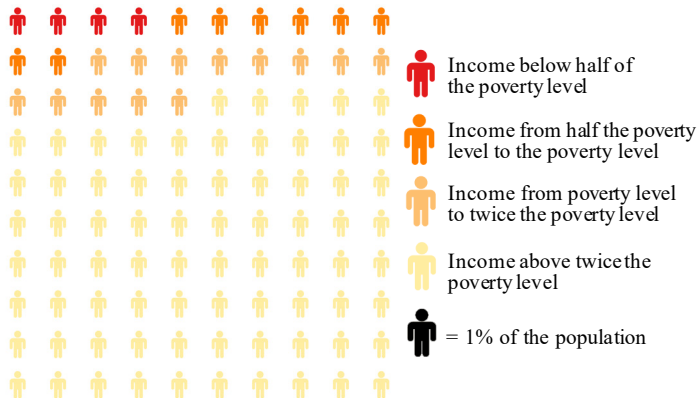 Income below half of
the poverty level
Income from half the poverty
level to the poverty level
Income from poverty level
to twice the poverty level
Income above twice the
poverty level
= 1% of the population